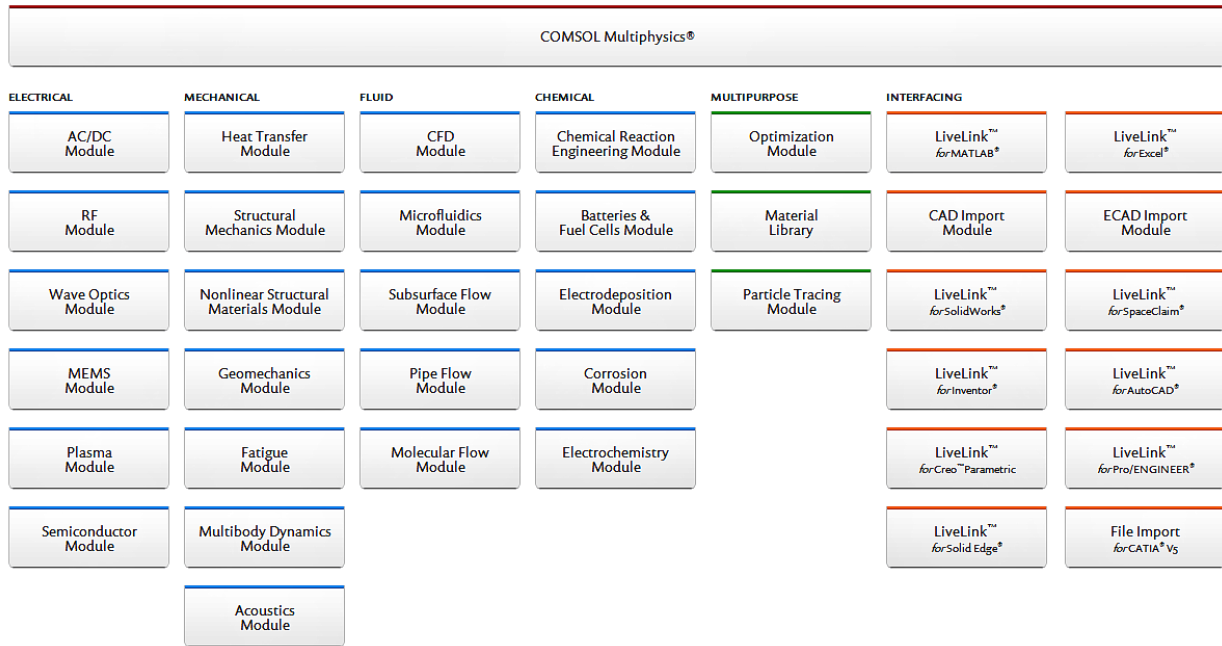 COMSOL Multiphysics®
ELECTRICAL
AC/DC
Module
RF
Module
Wave Optics
Module
MEMS
Module
Plasma
Module
Semiconductor
Module
MECHANICAL
Heat Transfer
Module
Structural
Mechanics Module
Nonlinear Structural
Materials Module
Geomechanics
Module
Fatigue
Module
Multibody Dynamics
Module
Acoustics
Module
FLUID
CFD
Module
Microfluidics
Module
Subsurface Flow
Module
Pipe Flow
Module
Molecular Flow
Module
CHEMICAL
Chemical Reaction
Engineering Module
Batteries &
Fuel Cells Module
Electrodeposition
Module
Corrosion
Module
Electrochemistry
Module
MULTIPURPOSE
Optimization
Module
Material
Library
Particle Tracing
Module
INTERFACING
LiveLink™
for MATLAB®
LiveLink™
for Excel®
CAD Import
Module
ECAD Import
Module
LiveLink™
for SolidWorks®
LiveLink™
for SpaceClaim®
LiveLink™
for Inventor®
LiveLink™
for AutoCAD®
LiveLink™
for Creo™ Parametric
LiveLink™
for Pro/ENGINEER®
LiveLink™
for Solid Edge®
File Import
for CATIA® V5